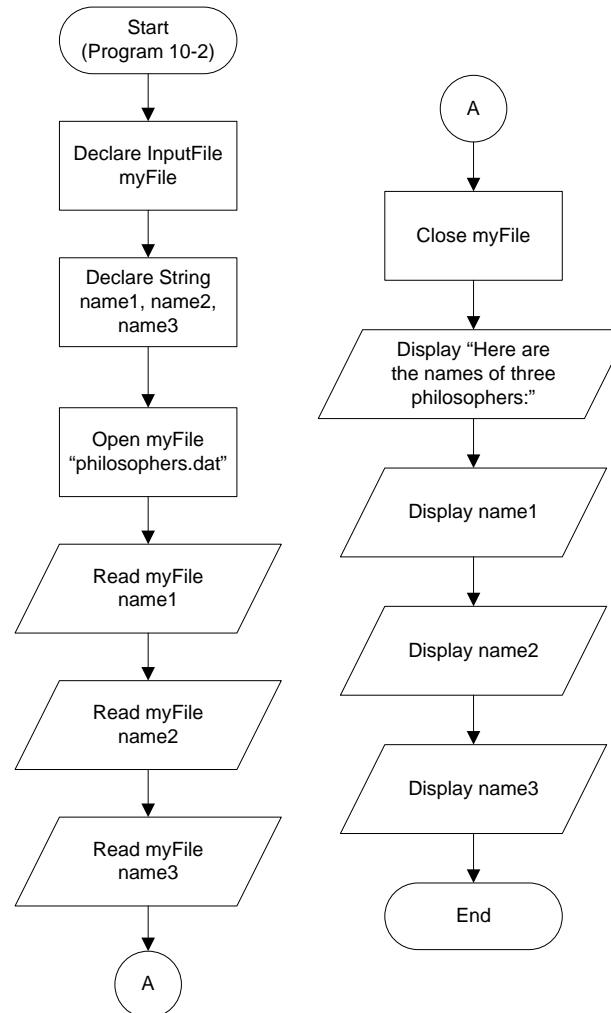 Start
(Program 10-2)
Declare InputFile
myFile
Declare String
name1, name2,
name3
Open myFile
“philosophers.dat”
Read myFile
name1
Read myFile
name2
Read myFile
name3
A
A
Close myFile
Display “Here are
the names of three
philosophers:”
Display name1
Display name2
Display name3
End